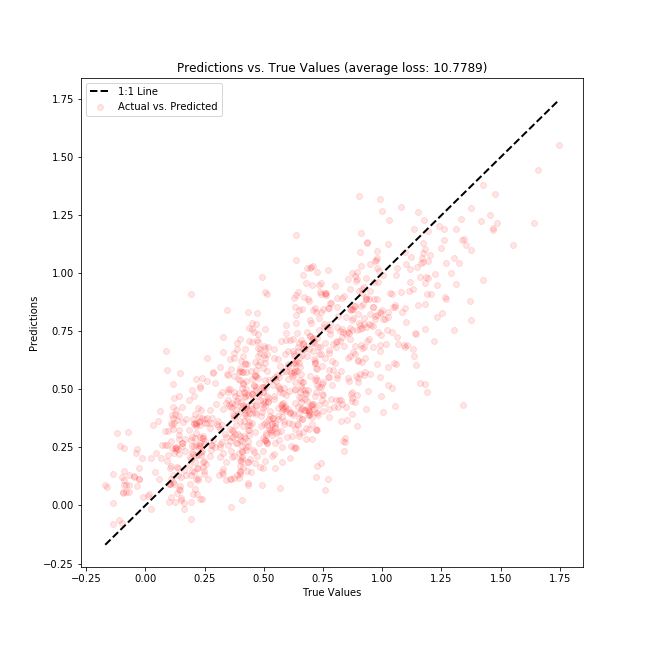 Predictions vs. True Values (average loss: 10.7789)
1:1 Line
Actual vs. Predicted
1.75
1.50
1.25
1.00
0.75
0.50
0.25
0.00
−0.25
Predictions
−0.25 0.00 0.25 0.50 0.75 1.00 1.25 1.50 1.75
True Values